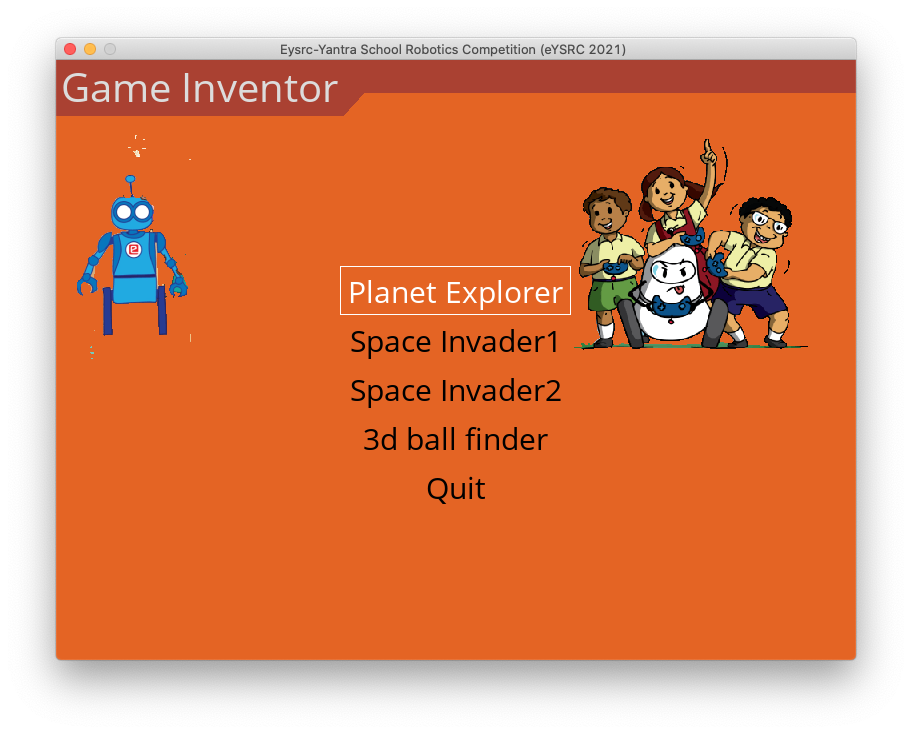 Eysrc-Yantra School Robotics Competition (eYSRC 2021)
Game Inventor
Planet Explorer
Space Invader1
Space Invader2
3d ball finder
Quit